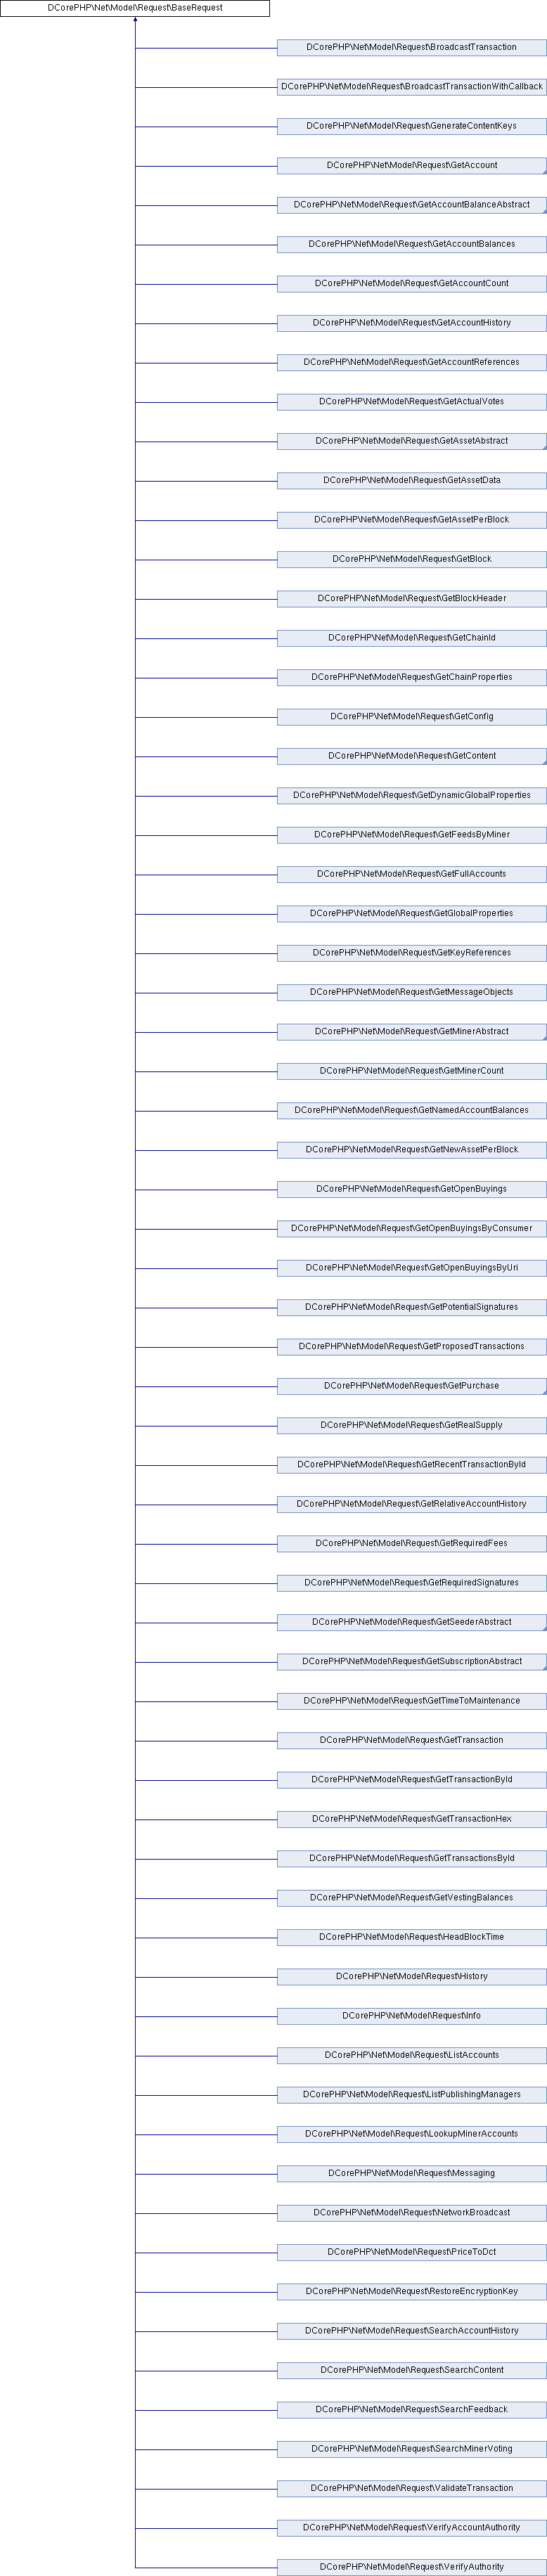 DCorePHP\Net\Model\Request\BaseRequest
DCorePHP\Net\Model\Request\BroadcastTransaction
DCorePHP\Net\Model\Request\BroadcastTransactionWithCallback
DCorePHP\Net\Model\Request\GenerateContentKeys
DCorePHP\Net\Model\Request\GetAccount
DCorePHP\Net\Model\Request\GetAccountBalanceAbstract
DCorePHP\Net\Model\Request\GetAccountBalances
DCorePHP\Net\Model\Request\GetAccountCount
DCorePHP\Net\Model\Request\GetAccountHistory
DCorePHP\Net\Model\Request\GetAccountReferences
DCorePHP\Net\Model\Request\GetActualVotes
DCorePHP\Net\Model\Request\GetAssetAbstract
DCorePHP\Net\Model\Request\GetAssetData
DCorePHP\Net\Model\Request\GetAssetPerBlock
DCorePHP\Net\Model\Request\GetBlock
DCorePHP\Net\Model\Request\GetBlockHeader
DCorePHP\Net\Model\Request\GetChainId
DCorePHP\Net\Model\Request\GetChainProperties
DCorePHP\Net\Model\Request\GetConfig
DCorePHP\Net\Model\Request\GetContent
DCorePHP\Net\Model\Request\GetDynamicGlobalProperties
DCorePHP\Net\Model\Request\GetFeedsByMiner
DCorePHP\Net\Model\Request\GetFullAccounts
DCorePHP\Net\Model\Request\GetGlobalProperties
DCorePHP\Net\Model\Request\GetKeyReferences
DCorePHP\Net\Model\Request\GetMessageObjects
DCorePHP\Net\Model\Request\GetMinerAbstract
DCorePHP\Net\Model\Request\GetMinerCount
DCorePHP\Net\Model\Request\GetNamedAccountBalances
DCorePHP\Net\Model\Request\GetNewAssetPerBlock
DCorePHP\Net\Model\Request\GetOpenBuyings
DCorePHP\Net\Model\Request\GetOpenBuyingsByConsumer
DCorePHP\Net\Model\Request\GetOpenBuyingsByUri
DCorePHP\Net\Model\Request\GetPotentialSignatures
DCorePHP\Net\Model\Request\GetProposedTransactions
DCorePHP\Net\Model\Request\GetPurchase
DCorePHP\Net\Model\Request\GetRealSupply
DCorePHP\Net\Model\Request\GetRecentTransactionById
DCorePHP\Net\Model\Request\GetRelativeAccountHistory
DCorePHP\Net\Model\Request\GetRequiredFees
DCorePHP\Net\Model\Request\GetRequiredSignatures
DCorePHP\Net\Model\Request\GetSeederAbstract
DCorePHP\Net\Model\Request\GetSubscriptionAbstract
DCorePHP\Net\Model\Request\GetTimeToMaintenance
DCorePHP\Net\Model\Request\GetTransaction
DCorePHP\Net\Model\Request\GetTransactionById
DCorePHP\Net\Model\Request\GetTransactionHex
DCorePHP\Net\Model\Request\GetTransactionsById
DCorePHP\Net\Model\Request\GetVestingBalances
DCorePHP\Net\Model\Request\HeadBlockTime
DCorePHP\Net\Model\Request\History
DCorePHP\Net\Model\Request\Info
DCorePHP\Net\Model\Request\ListAccounts
DCorePHP\Net\Model\Request\ListPublishingManagers
DCorePHP\Net\Model\Request\LookupMinerAccounts
DCorePHP\Net\Model\Request\Messaging
DCorePHP\Net\Model\Request\NetworkBroadcast
DCorePHP\Net\Model\Request\PriceToDct
DCorePHP\Net\Model\Request\RestoreEncryptionKey
DCorePHP\Net\Model\Request\SearchAccountHistory
DCorePHP\Net\Model\Request\SearchContent
DCorePHP\Net\Model\Request\SearchFeedback
DCorePHP\Net\Model\Request\SearchMinerVoting
DCorePHP\Net\Model\Request\ValidateTransaction
DCorePHP\Net\Model\Request\VerifyAccountAuthority
DCorePHP\Net\Model\Request\VerifyAuthority